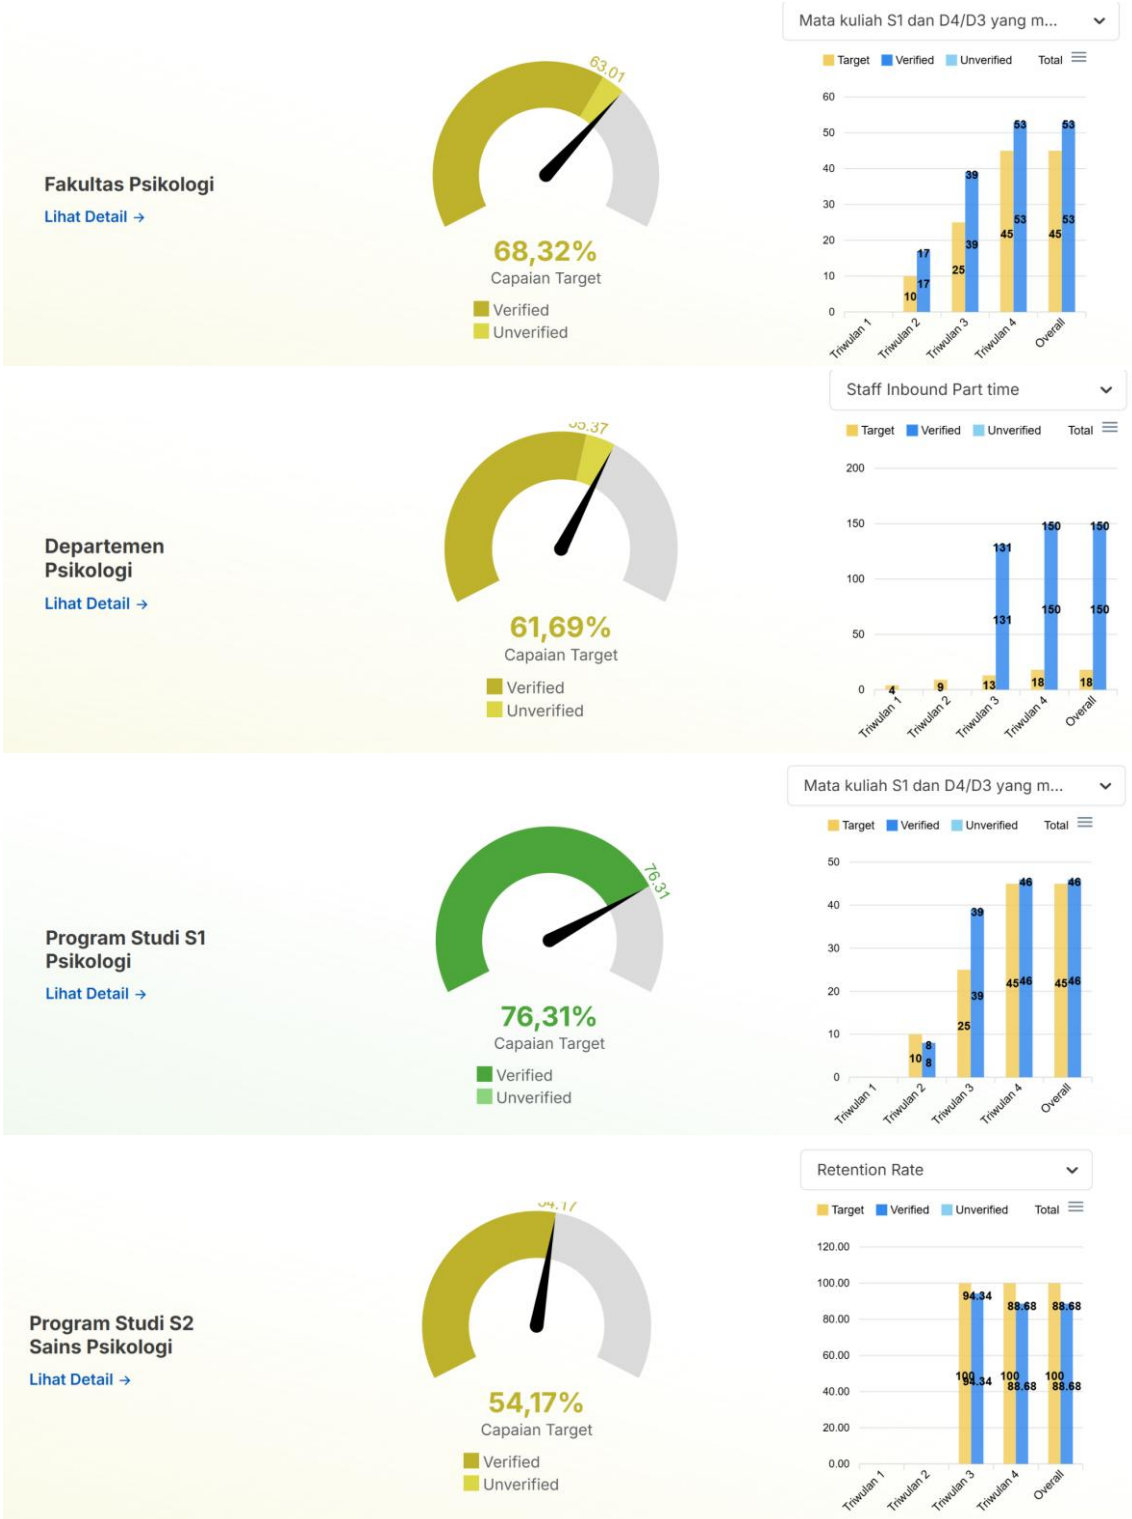 Mata kuliah S1 dan D4/D3 yang m...
Target Verified Unverified Total
63.01
Fakultas Psikologi
Lihat Detail →
68,32%
Capaian Target
Verified
Unverified
60
50
40
30
20
10
0
10 17 17
25 39 39
45 53 53
45 53 53
Triwulan 1 Triwulan 2 Triwulan 3 Triwulan 4 Overall
Staff Inbound Part time
Target Verified Unverified Total
Departemen
Psikologi
Lihat Detail →
61,69%
Capaian Target
Verified
Unverified
200
150
100
50
0
4
9
13 131 131
18 150 150
18 150 150
Triwulan 1 Triwulan 2 Triwulan 3 Triwulan 4 Overall
Mata kuliah S1 dan D4/D3 yang m...
Target Verified Unverified Total
76.31
Program Studi S1
Psikologi
Lihat Detail →
76,31%
Capaian Target
Verified
Unverified
50
40
30
20
10
0
10 8 8
25 39 39
45 46 46
45 46 46
Triwulan 1 Triwulan 2 Triwulan 3 Triwulan 4 Overall
Retention Rate
Target Verified Unverified Total
54.17
Program Studi S2
Sains Psikologi
Lihat Detail →
54,17%
Capaian Target
Verified
Unverified
120.00
100.00
80.00
60.00
40.00
20.00
0.00
100 94.34 94.34
100 88.68 88.68
100 88.68 88.68
Triwulan 1 Triwulan 2 Triwulan 3 Triwulan 4 Overall